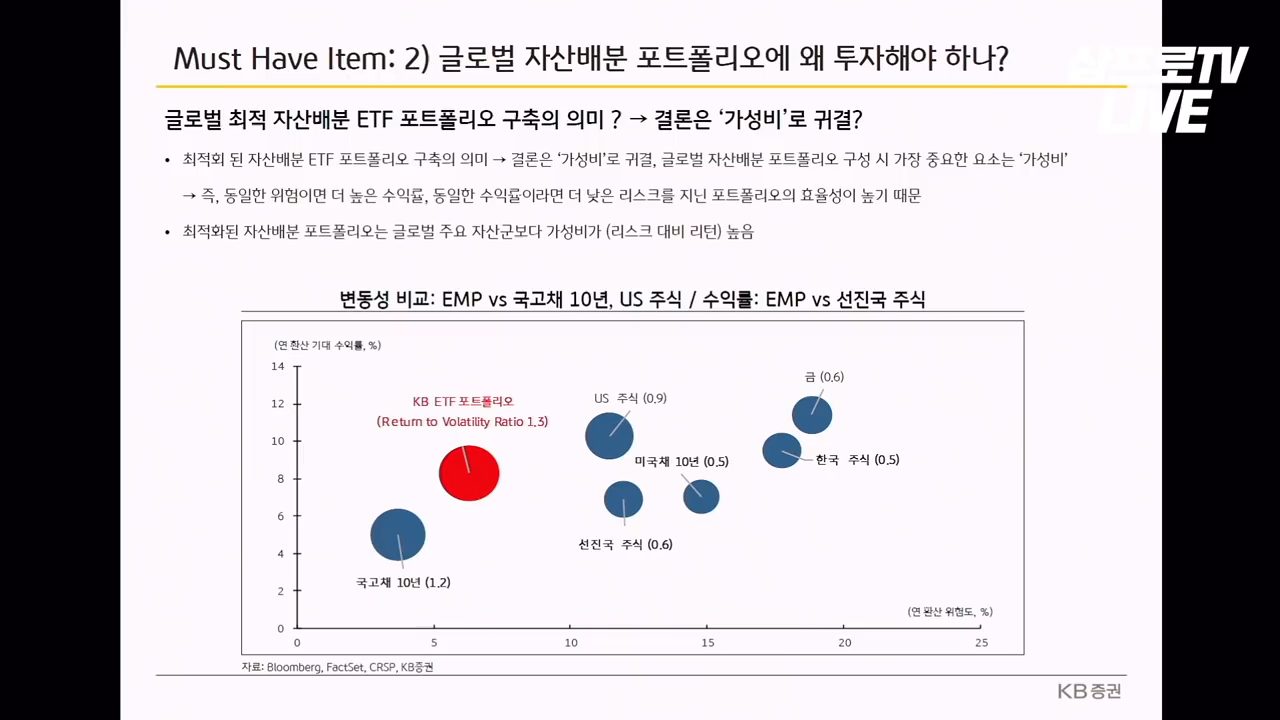 Must Have Item: 2) 글로벌 자산배분 포트폴리오에 왜 투자해야 하나?
삼프로TV
LIVE
글로벌 최적 자산배분 ETF 포트폴리오 구축의 의미 ? → 결론은 ‘가성비’로 귀결?
• 최적회 된 자산배분 ETF 포트폴리오 구축의 의미 → 결론은 ‘가성비’로 귀결, 글로벌 자산배분 포트폴리오 구성 시 가장 중요한 요소는 ‘가성비’
→ 즉, 동일한 위험이면 더 높은 수익률, 동일한 수익률이라면 더 낮은 리스크를 지닌 포트폴리오의 효율성이 높기 때문
• 최적화된 자산배분 포트폴리오는 글로벌 주요 자산군보다 가성비가 (리스크 대비 리턴) 높음
변동성 비교: EMP vs 국고채 10년, US 주식 / 수익률: EMP vs 선진국 주식
(연 환산 기대 수익률, %)
14
12
10
8
6
4
2
0
KB ETF 포트폴리오
(Return to Volatility Ratio 1.3)
US 주식 (0.9)
금 (0.6)
미국채 10년 (0.5)
한국 주식 (0.5)
선진국 주식 (0.6)
국고채 10년 (1.2)
(연 환산 위험도, %)
0 5 10 15 20 25
자료: Bloomberg, FactSet, CRSP, KB증권
KB증권